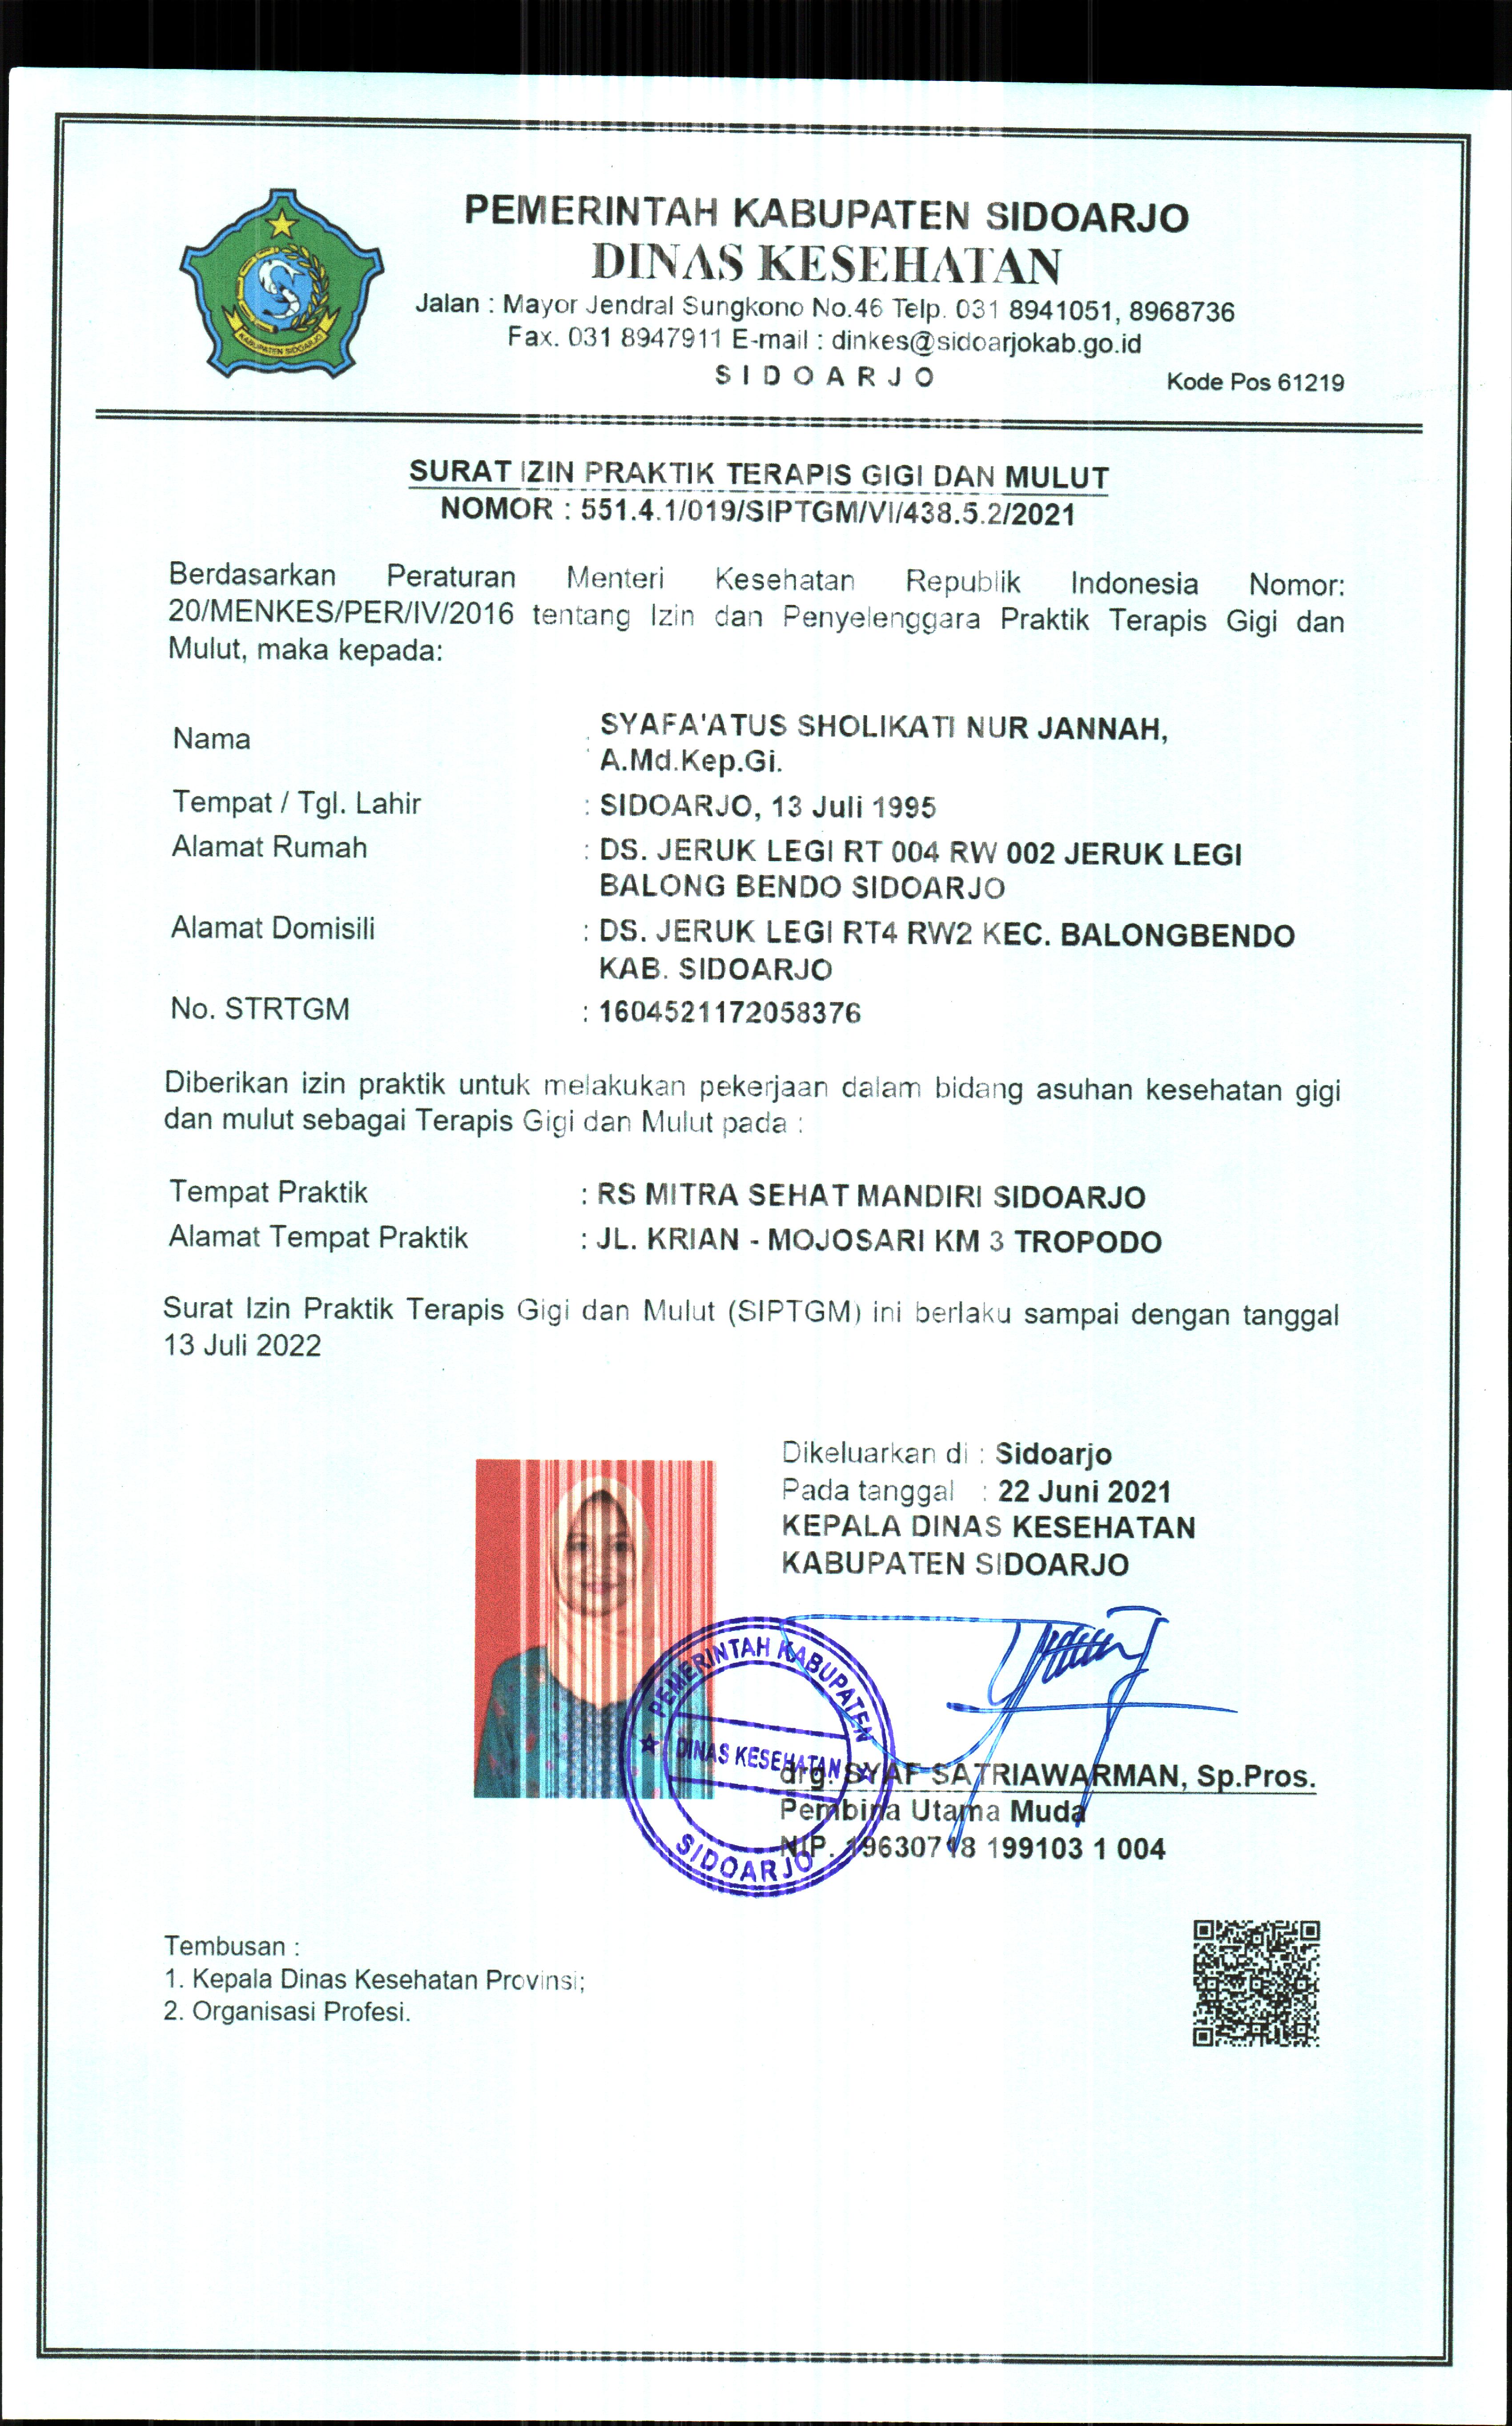 PEMERINTAH KABUPATEN SIDOARJO
DINAS KESEHATAN
Jalan : Mayor Jendral Sungkono No.46 Telp. 031 8941051, 8968736
Fax. 031 8947911 E-mail : dinkes@sidoarjokab.go.id
SIDOARJO
Kode Pos 61219
KABUPATEN SIDOARJO
SURAT IZIN PRAKTIK TERAPIS GIGI DAN MULUT
NOMOR : 551.4.1/019/SIPTGM/VI/438.5.2/2021
Berdasarkan Peraturan Menteri Kesehatan Republik Indonesia Nomor:
20/MENKES/PER/IV/2016 tentang Izin dan Penyelenggara Praktik Terapis Gigi dan
Mulut, maka kepada:
Nama : SYAFA'ATUS SHOLIKATI NUR JANNAH,
A.Md.Kep.Gi.
Tempat / Tgl. Lahir : SIDOARJO, 13 Juli 1995
Alamat Rumah : DS. JERUK LEGI RT 004 RW 002 JERUK LEGI
BALONG BENDO SIDOARJO
Alamat Domisili : DS. JERUK LEGI RT4 RW2 KEC. BALONGBENDO
KAB. SIDOARJO
No. STRTGM : 1604521172058376
Diberikan izin praktik untuk melakukan pekerjaan dalam bidang asuhan kesehatan gigi
dan mulut sebagai Terapis Gigi dan Mulut pada :
Tempat Praktik : RS MITRA SEHAT MANDIRI SIDOARJO
Alamat Tempat Praktik : JL. KRIAN - MOJOSARI KM 3 TROPODO
Surat Izin Praktik Terapis Gigi dan Mulut (SIPTGM) ini berlaku sampai dengan tanggal
13 Juli 2022
Dikeluarkan di : Sidoarjo
Pada tanggal : 22 Juni 2021
KEPALA DINAS KESEHATAN
KABUPATEN SIDOARJO
PEMERINTAH KABUPATEN
DINAS KESEHATAN
SIDOARJO
drg. SYAF SATRIAWARMAN, Sp.Pros.
Pembina Utama Muda
NIP. 19630718 199103 1 004
Tembusan :
1. Kepala Dinas Kesehatan Provinsi;
2. Organisasi Profesi.